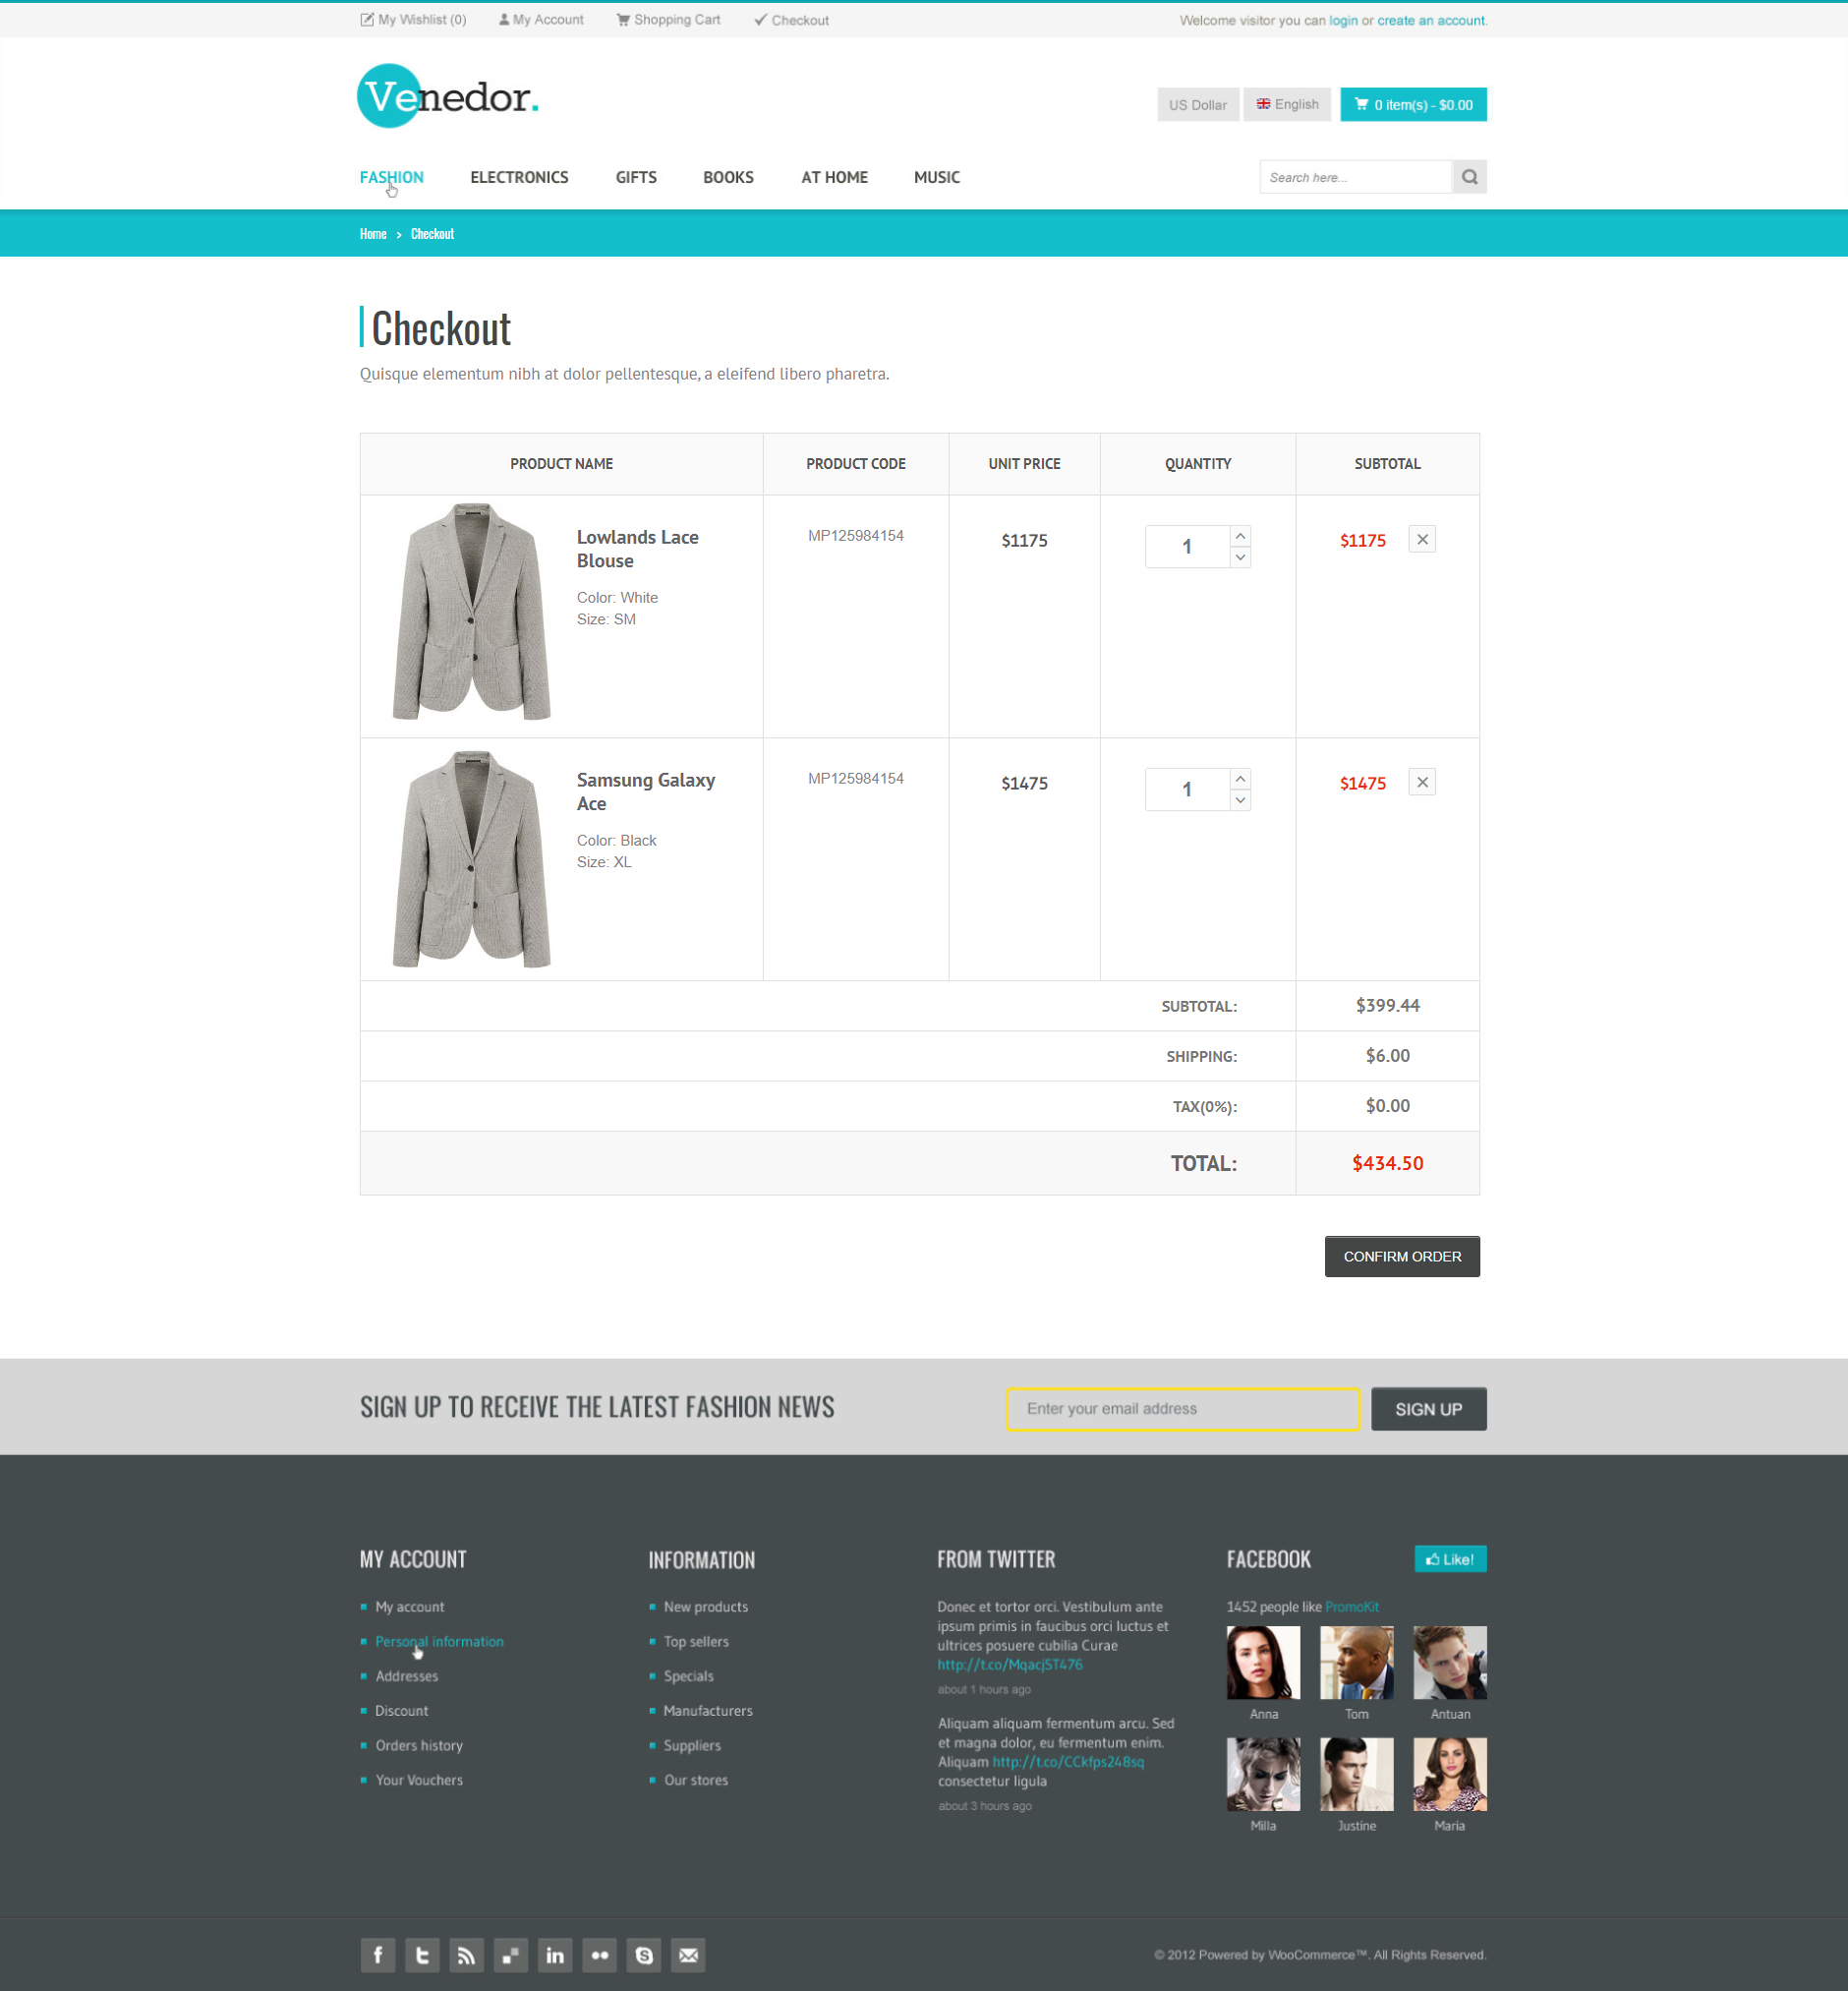 My Wishlist (0) My Account Shopping Cart Checkout Welcome visitor you can login or create an account.
Venedor.
US Dollar English 0 item(s) - $0.00
FASHION ELECTRONICS GIFTS BOOKS AT HOME MUSIC Search here...
Home > Checkout
Checkout
Quisque elementum nibh at dolor pellentesque, a eleifend libero pharetra.
PRODUCT NAME PRODUCT CODE UNIT PRICE QUANTITY SUBTOTAL
Lowlands Lace
Blouse
Color: White
Size: SM
MP125984154 $1175 1 $1175
Samsung Galaxy
Ace
Color: Black
Size: XL
MP125984154 $1475 1 $1475
SUBTOTAL: $399.44
SHIPPING: $6.00
TAX(0%): $0.00
TOTAL: $434.50
CONFIRM ORDER
SIGN UP TO RECEIVE THE LATEST FASHION NEWS Enter your email address SIGN UP
MY ACCOUNT
My account
Personal information
Addresses
Discount
Orders history
Your Vouchers
INFORMATION
New products
Top sellers
Specials
Manufacturers
Suppliers
Our stores
FROM TWITTER
Donec et tortor orci. Vestibulum ante
ipsum primis in faucibus orci luctus et
ultrices posuere cubilia Curae
http://t.co/MqacjST476
about 1 hours ago
Aliquam aliquam fermentum arcu. Sed
et magna dolor, eu fermentum enim.
Aliquam http://t.co/CCkfps248sq
consectetur ligula
about 3 hours ago
FACEBOOK Like!
1452 people like PromoKit
Anna Tom Antuan
Milla Justine Maria
© 2012 Powered by WooCommerce™. All Rights Reserved.